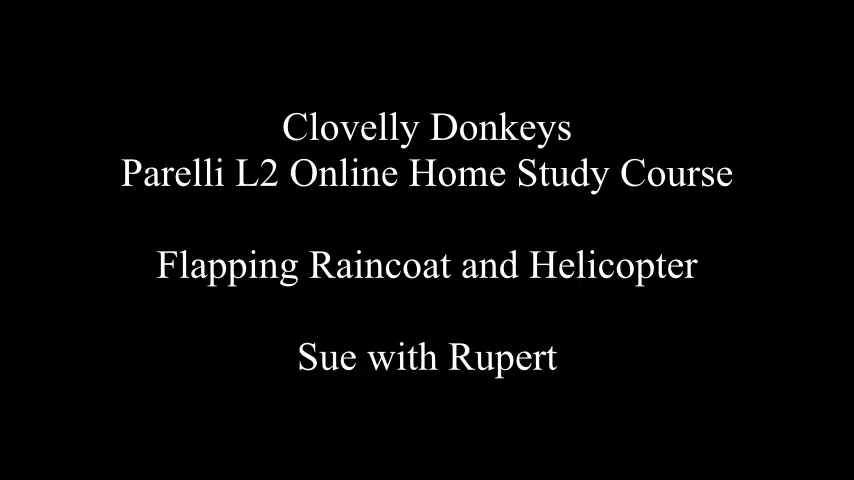 Clovelly Donkeys
Parelli L2 Online Home Study Course
Flapping Raincoat and Helicopter
Sue with Rupert